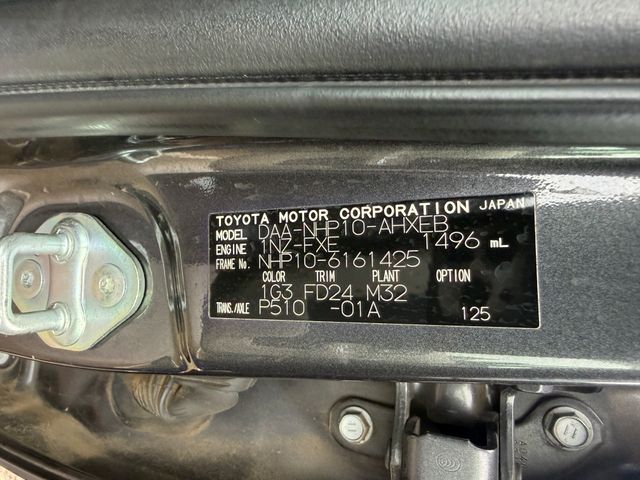 TOYOTA MOTOR CORPORATION JAPAN
MODEL DAA-NHP10-AHXEB
ENGINE 1NZ-FXE 1496 mL
FRAME No. NHP10-6161425
COLOR TRIM PLANT OPTION
1G3 FD24 M32
TRANS./AXLE P510 -01A 125
11